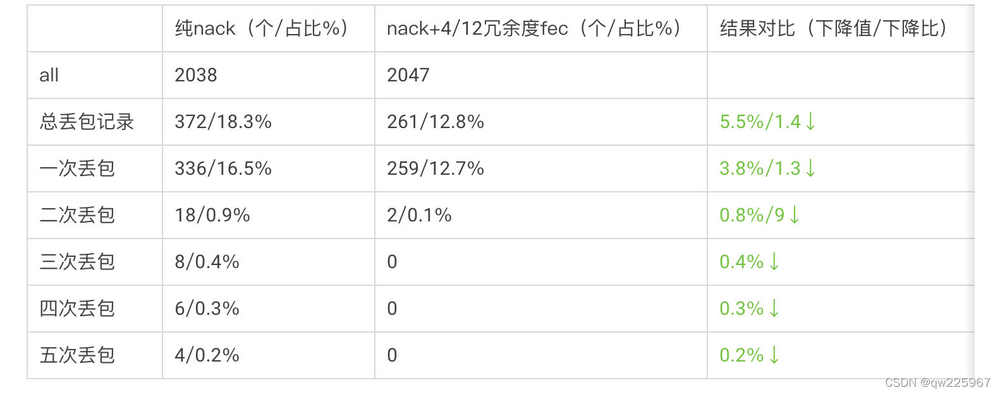 纯nack（个/占比%） nack+4/12冗余度fec（个/占比%） 结果对比（下降值/下降比）
all 2038 2047
总丢包记录 372/18.3% 261/12.8% 5.5%/1.4↓
一次丢包 336/16.5% 259/12.7% 3.8%/1.3↓
二次丢包 18/0.9% 2/0.1% 0.8%/9↓
三次丢包 8/0.4% 0 0.4%↓
四次丢包 6/0.3% 0 0.3%↓
五次丢包 4/0.2% 0 0.2%↓
CSDN @qw225967